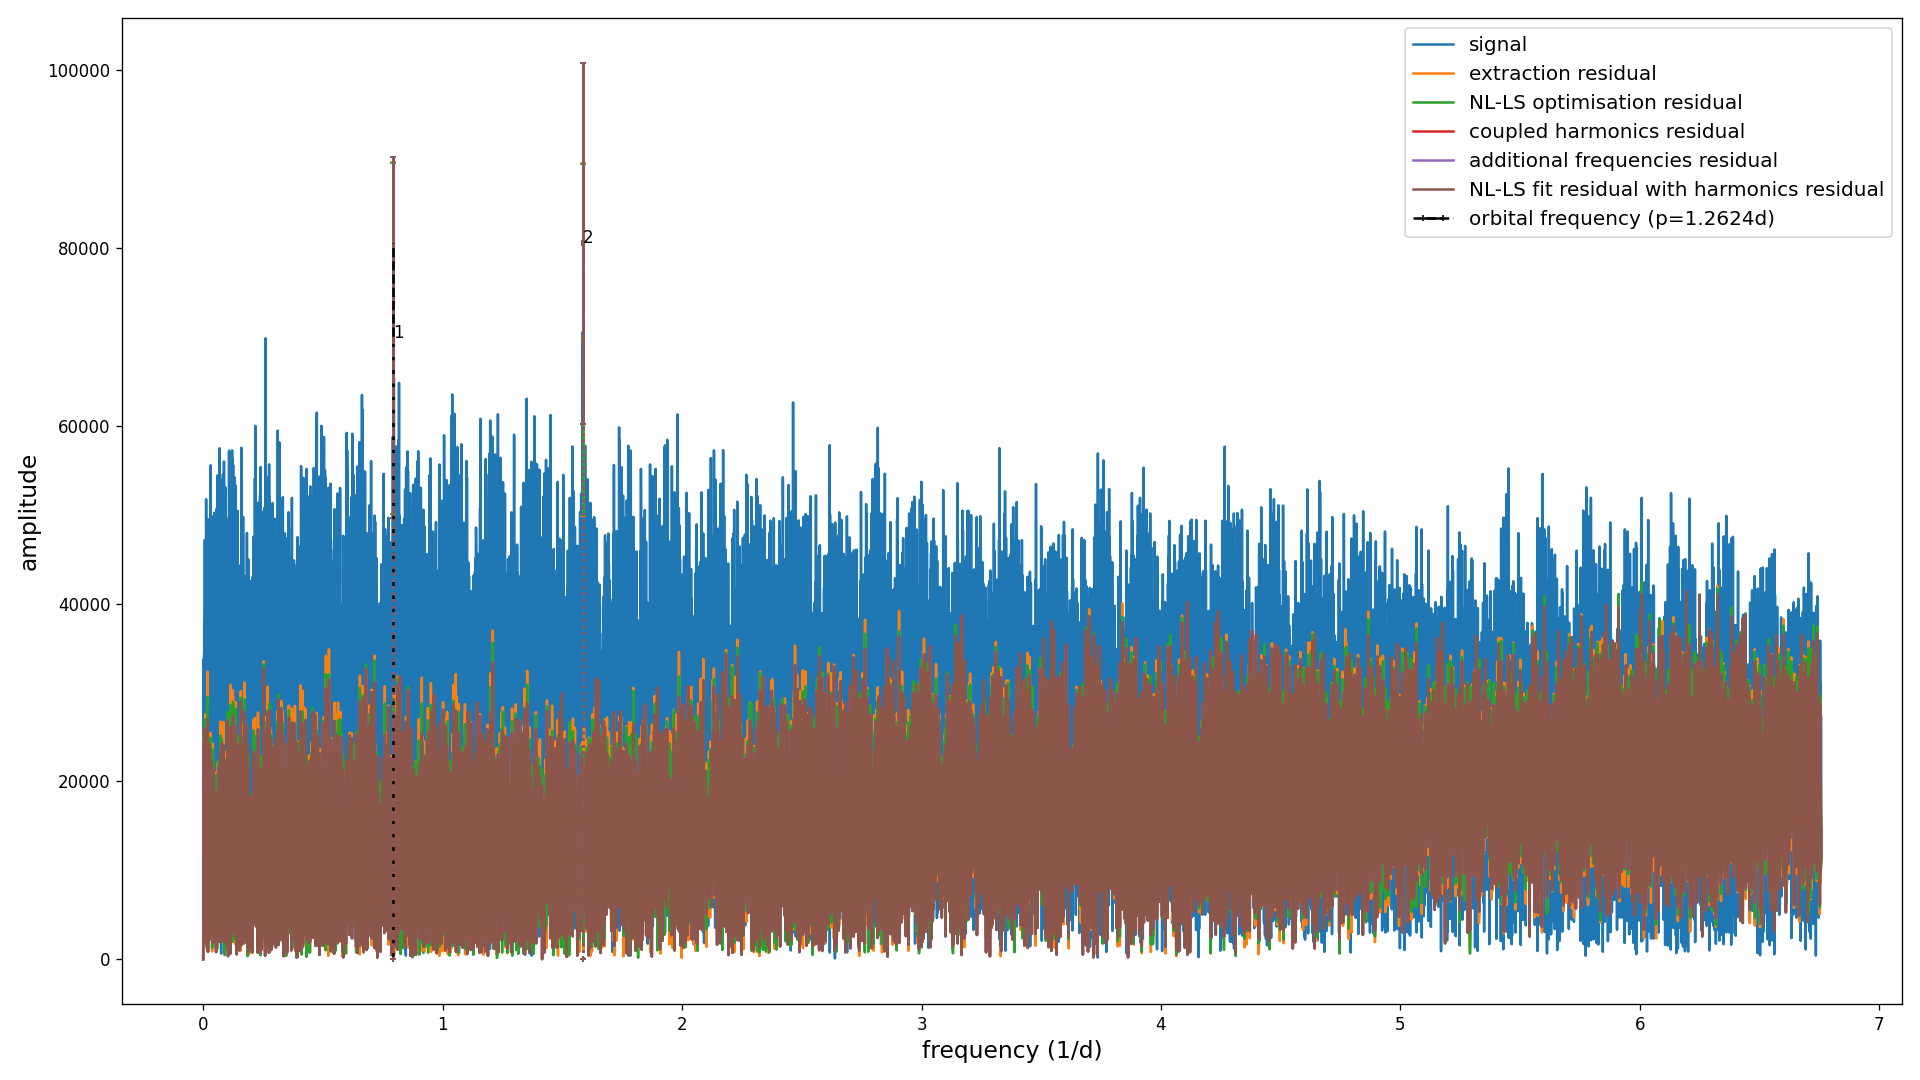 signal
extraction residual
NL-LS optimisation residual
coupled harmonics residual
additional frequencies residual
NL-LS fit residual with harmonics residual
orbital frequency (p=1.2624d)
100000
80000
60000
40000
20000
0
amplitude
2
1
0 1 2 3 4 5 6 7
frequency (1/d)